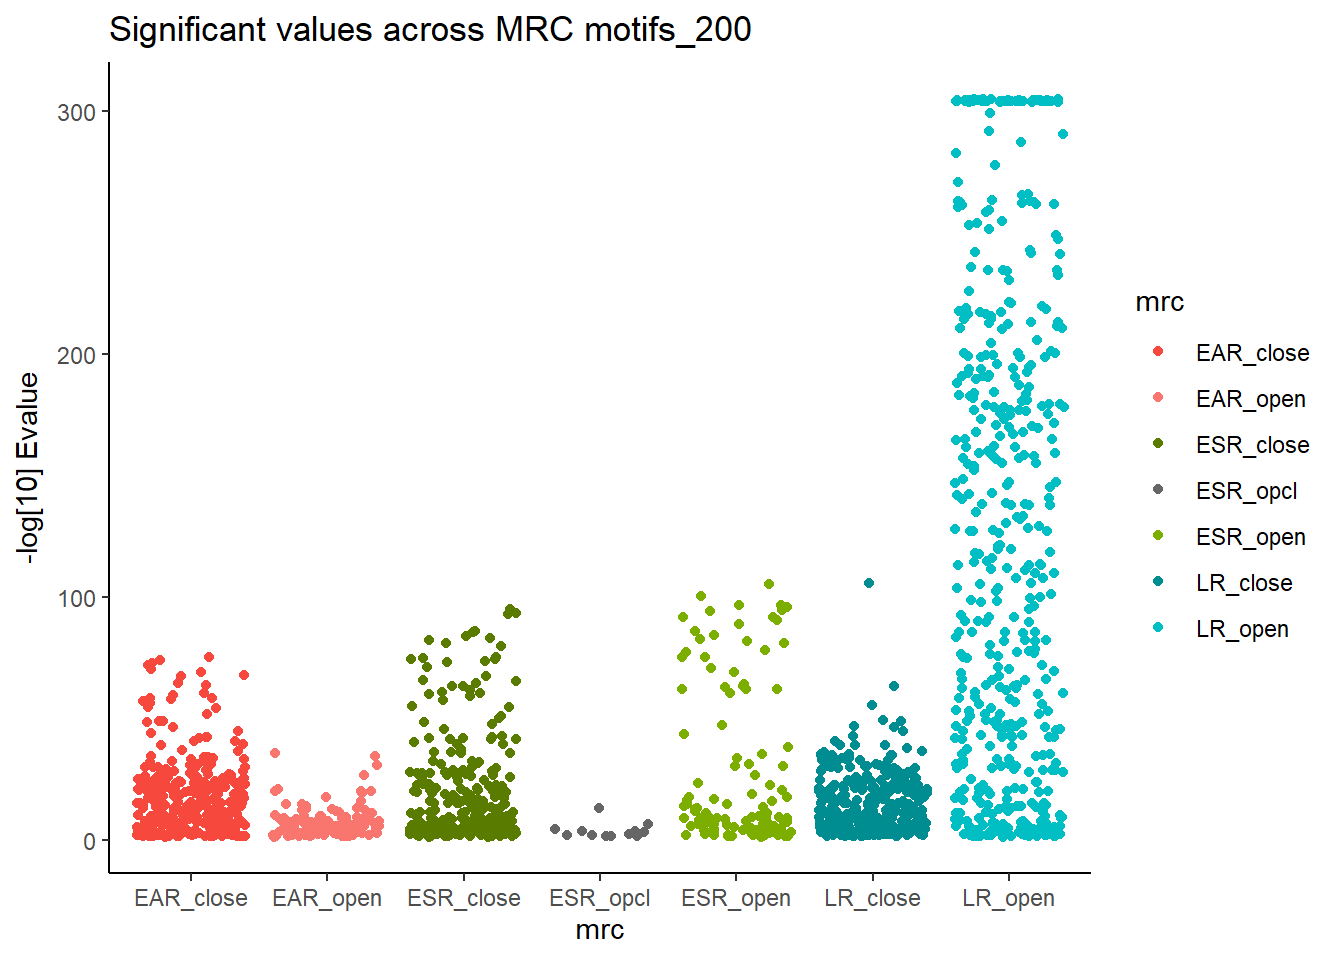 Significant values across MRC motifs_200
-log[10] Evalue
300
200
100
0
EAR_close EAR_open ESR_close ESR_opcl ESR_open LR_close LR_open
mrc
mrc
EAR_close
EAR_open
ESR_close
ESR_opcl
ESR_open
LR_close
LR_open